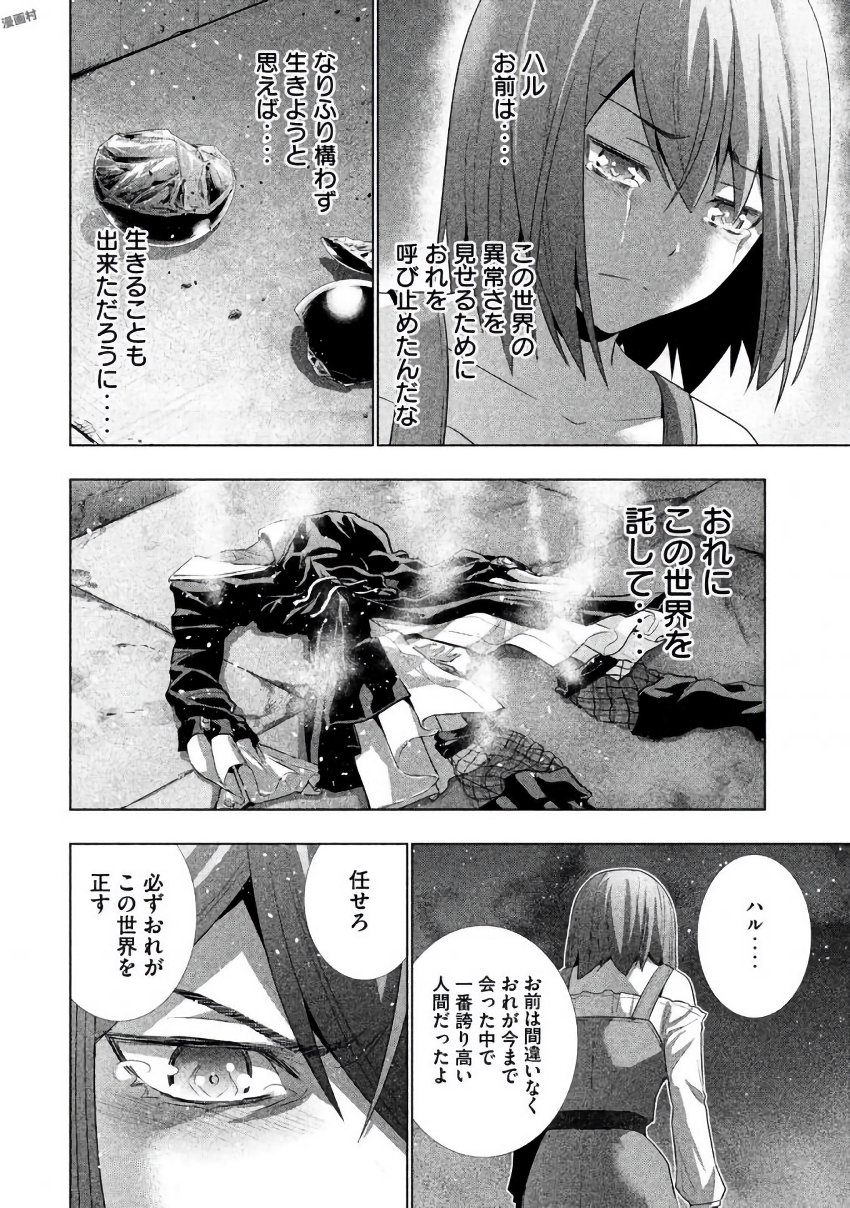 漫画村
ハル
お前は‥‥
この世界の
異常さを
見せるために
おれを
呼び止めたんだな
なりふり構わず
生きようと
思えば‥‥
生きることも
出来ただろうに‥‥
おれに
この世界を
託して‥‥
ハル‥‥
お前は間違いなく
おれが今まで
会った中で
一番誇り高い
人間だったよ
任せろ
必ずおれが
この世界を
正す